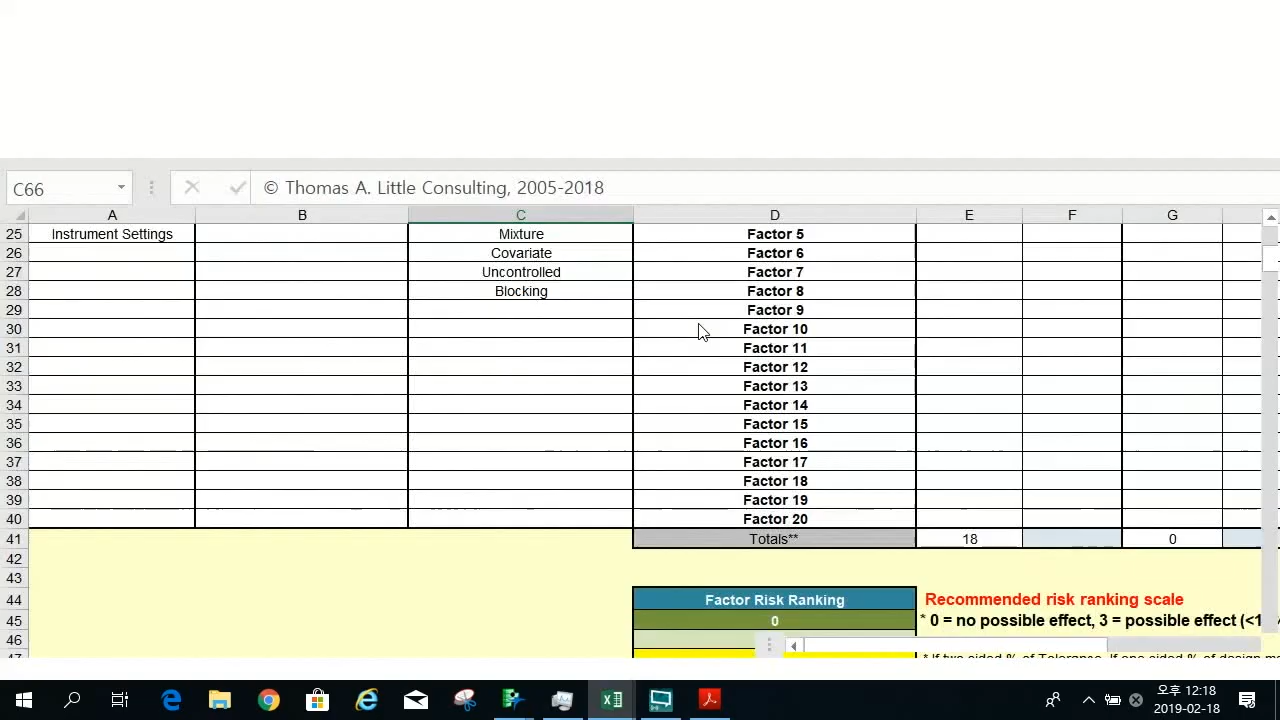 C66 © Thomas A. Little Consulting, 2005-2018
A B C D E F G
25 Instrument Settings Mixture Factor 5
26 Covariate Factor 6
27 Uncontrolled Factor 7
28 Blocking Factor 8
29 Factor 9
30 Factor 10
31 Factor 11
32 Factor 12
33 Factor 13
34 Factor 14
35 Factor 15
36 Factor 16
37 Factor 17
38 Factor 18
39 Factor 19
40 Factor 20
41 Totals** 18 0
42
43
44 Factor Risk Ranking Recommended risk ranking scale
45 0 * 0 = no possible effect, 3 = possible effect (<1
46
오후 12:18
2019-02-18